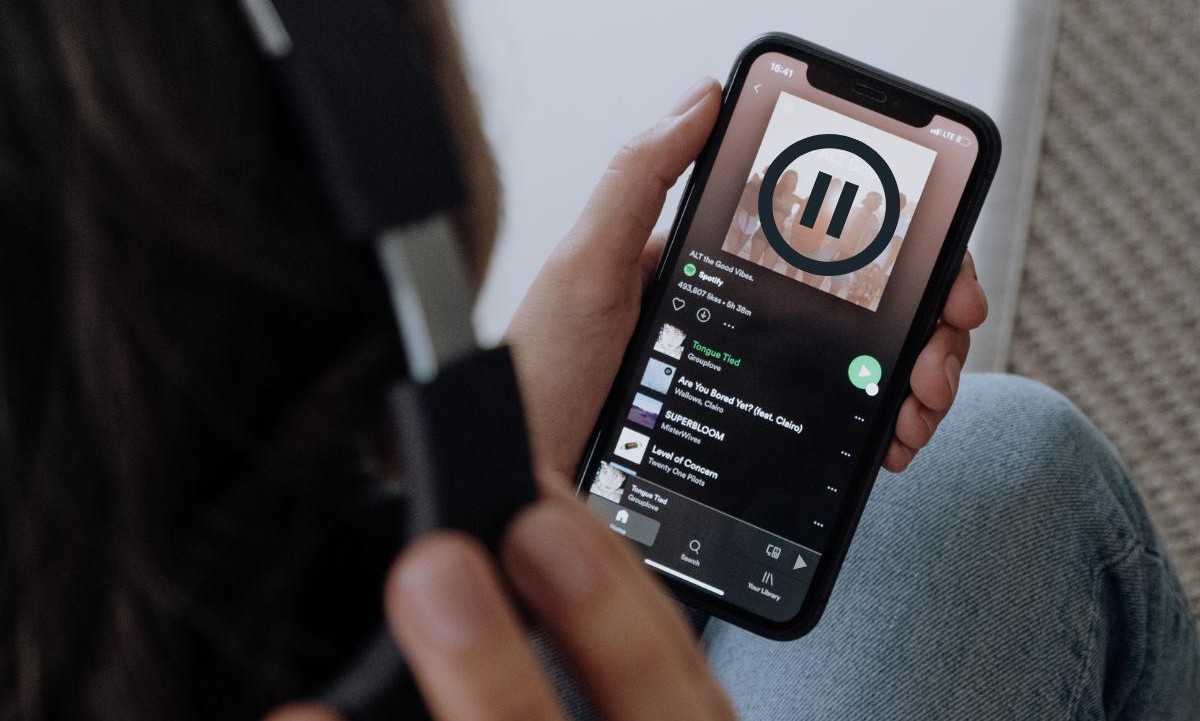 16:41
LTE
ALT the Good Vibes.
Spotify
493,807 likes • 5h 38m
Tongue Tied
Grouplove
Are You Bored Yet? (feat. Clairo)
Wallows, Clairo
SUPERBLOOM
MisterWives
Level of Concern
Twenty One Pilots
Tongue Tied
Grouplove
Home
Search
Your Library